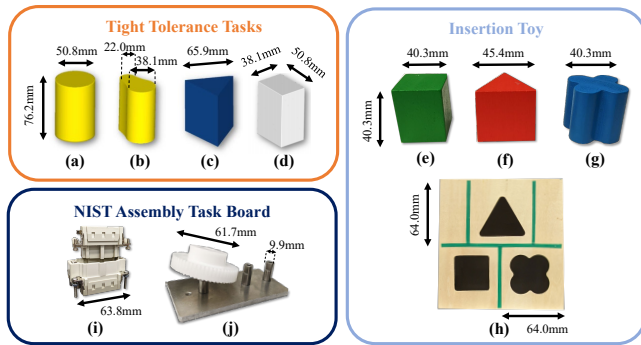 Tight Tolerance Tasks
50.8mm
22.0mm
38.1mm
65.9mm
38.1mm
50.8mm
76.2mm
(a)
(b)
(c)
(d)
NIST Assembly Task Board
61.7mm
9.9mm
63.8mm
(i)
(j)
Insertion Toy
40.3mm
45.4mm
40.3mm
40.3mm
(e)
(f)
(g)
64.0mm
64.0mm
(h)